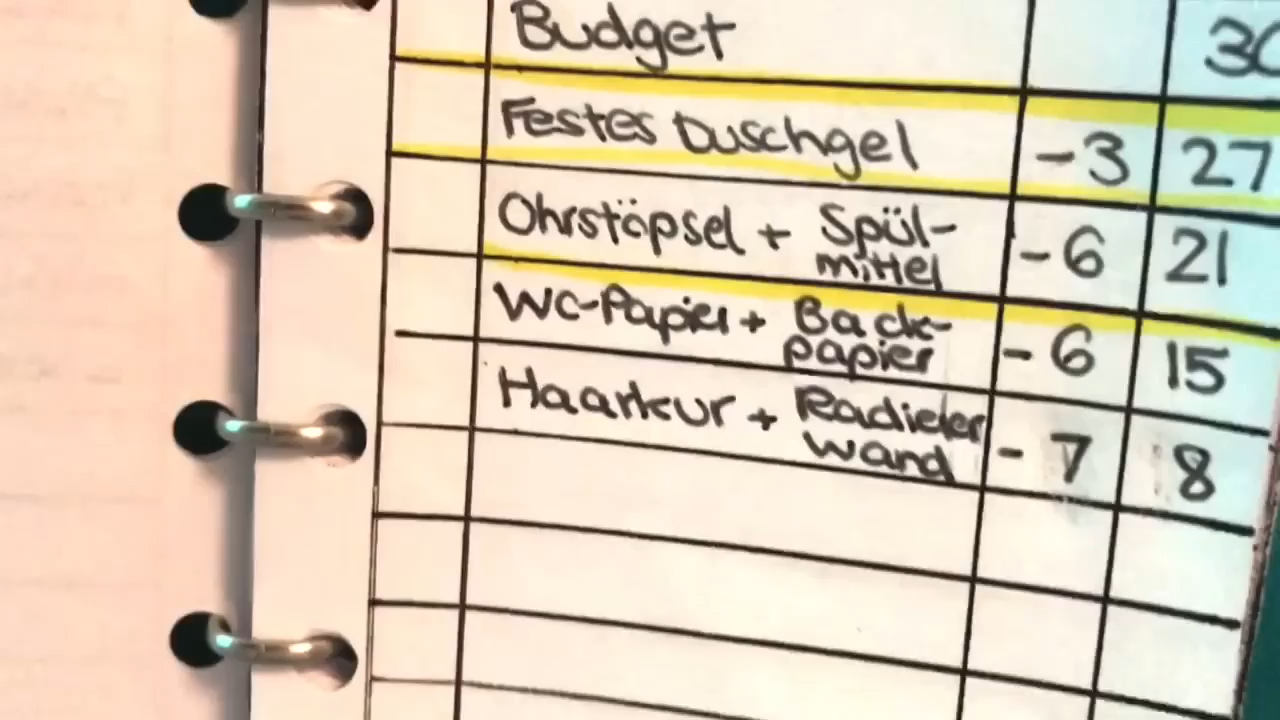 Budget 30
Festes Duschgel -3 27
Ohrstöpsel + Spül-
mittel -6 21
WC-Papier + Back-
papier -6 15
Haarkur + Radierer
wand -7 8